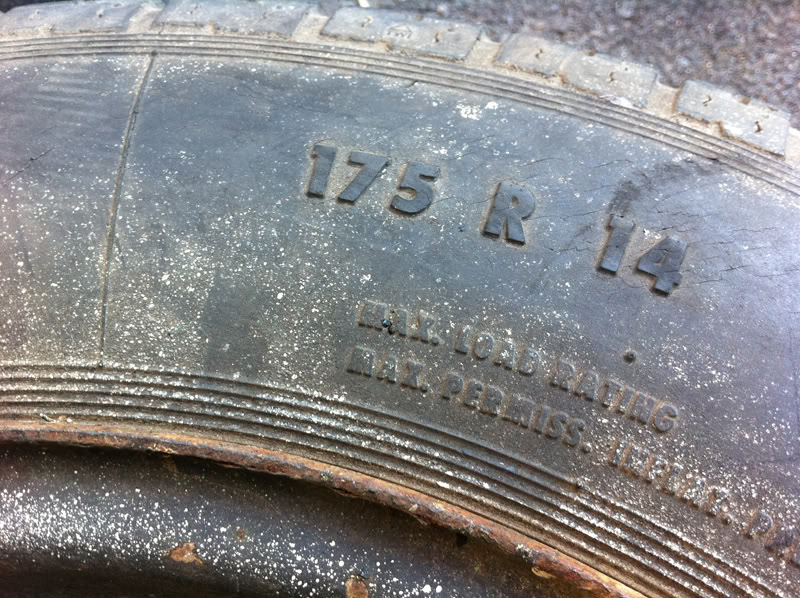 175 R 14
MAX. LOAD RATING
MAX. PERMISS. INFLAT.